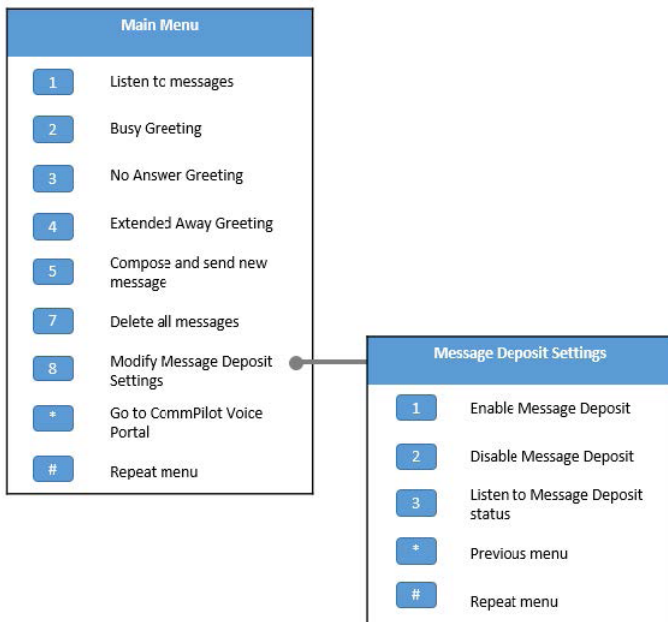 Main Menu
1 Listen to messages
2 Busy Greeting
3 No Answer Greeting
4 Extended Away Greeting
5 Compose and send new
message
7 Delete all messages
8 Modify Message Deposit
Settings
* Go to CommPilot Voice
Portal
# Repeat menu
Message Deposit Settings
1 Enable Message Deposit
2 Disable Message Deposit
3 Listen to Message Deposit
status
* Previous menu
# Repeat menu